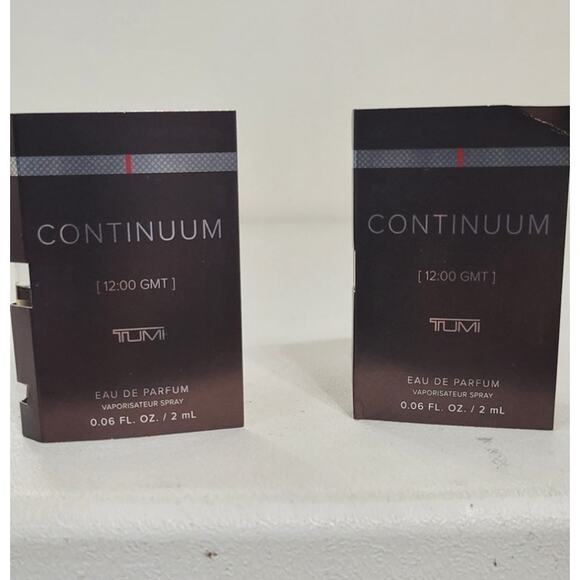 CONTINUUM
[ 12:00 GMT ]
TUMI
EAU DE PARFUM
VAPORISATEUR SPRAY
0.06 FL. OZ. / 2 mL
CONTINUUM
[ 12:00 GMT ]
TUMI
EAU DE PARFUM
VAPORISATEUR SPRAY
0.06 FL. OZ. / 2 mL